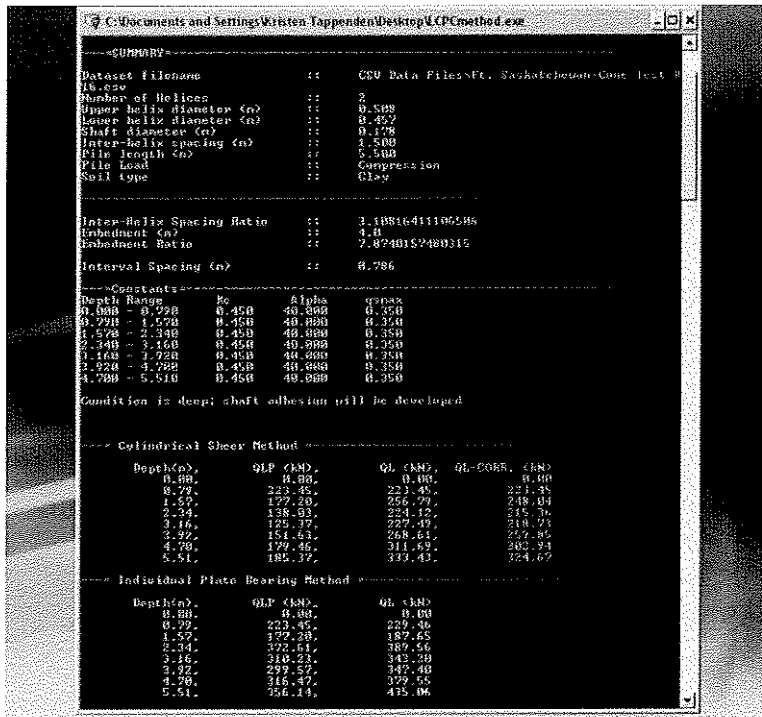 C:\Documents and Settings\Kristen Tappenden\Desktop\LCPCmethod.exe
SUMMARY
Dataset filename :: CSV Data Files\Ft. Saskatchewan-Cone Test
16.csv
Number of Helices :: 2
Upper helix diameter (m) :: 0.508
Lower helix diameter (m) :: 0.457
Shaft diameter (m) :: 0.178
Inter-helix spacing (m) :: 1.500
Pile length (m) :: 5.500
Pile Load :: Compression
Soil type :: Clay
Inter-Helix Spacing Ratio :: 3.10816411106506
Embedment (m) :: 4.0
Embedment Ratio :: 7.8740157480315
Interval Spacing (m) :: 0.786
Constants
Depth Range Kc Alpha qsmax
0.000 - 0.790 0.450 40.000 0.350
0.790 - 1.570 0.450 40.000 0.350
1.570 - 2.340 0.450 40.000 0.350
2.340 - 3.160 0.450 40.000 0.350
3.160 - 3.920 0.450 40.000 0.350
3.920 - 4.700 0.450 40.000 0.350
4.700 - 5.510 0.450 40.000 0.350
Condition is deep; shaft adhesion will be developed
Cylindrical Shear Method
Depth(m), QLP (kN), QL (kN), QL-CORR. (kN)
0.00, 0.00, 0.00, 0.00
0.79, 223.45, 223.45, 223.45
1.57, 177.20, 256.79, 248.04
2.34, 138.03, 224.12, 215.36
3.16, 125.37, 227.49, 218.73
3.92, 151.63, 268.61, 259.85
4.70, 179.46, 311.69, 302.94
5.51, 185.37, 333.43, 324.67
Individual Plate Bearing Method
Depth(m), QLP (kN), QL (kN)
0.00, 0.00, 0.00
0.79, 223.45, 229.46
1.57, 177.20, 187.65
2.34, 372.61, 389.56
3.16, 310.23, 343.20
3.92, 299.57, 347.40
4.70, 316.47, 379.55
5.51, 356.14, 435.06